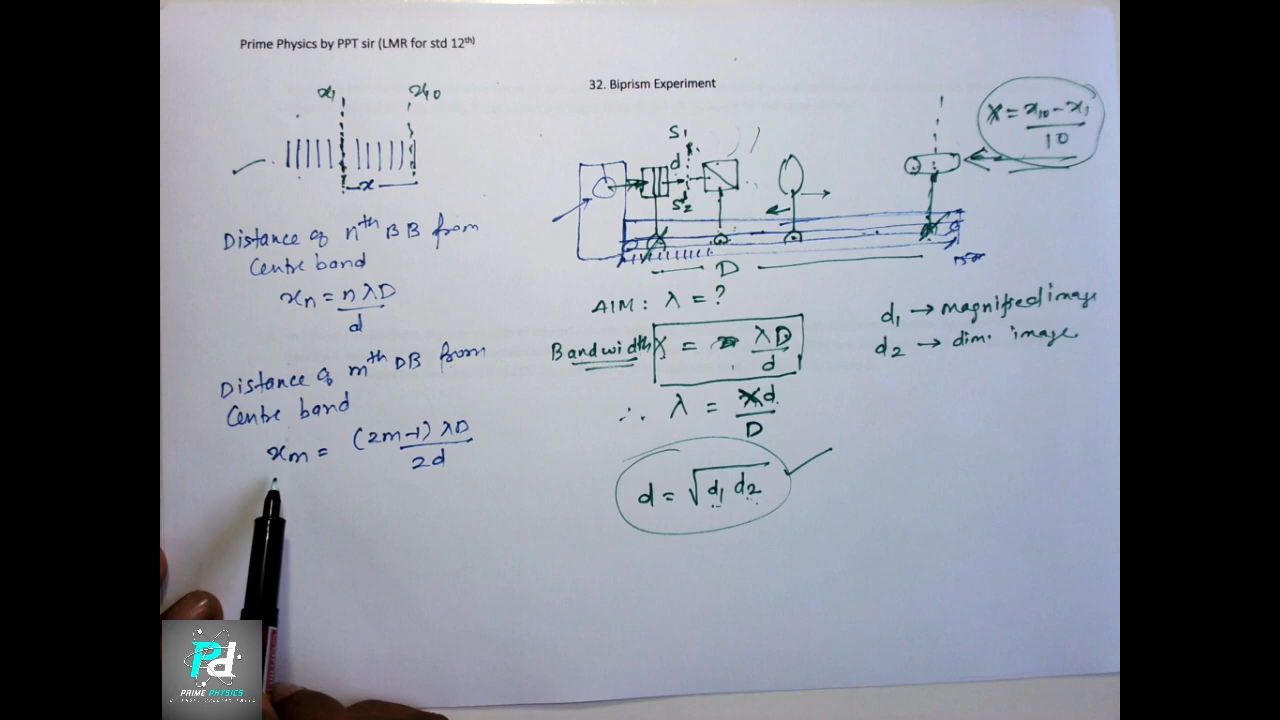 Prime Physics by PPT sir (LMR for std 12th)
32. Biprism Experiment
x1 x10
x
X = x10 - x1 / 10
S1
d
S2
D
Distance of nth BB from
Centre band
xn = nλD / d
Distance of mth DB from
Centre band
xm = (2m-1) λD / 2d
AIM: λ = ?
Bandwidth X = λD / d
∴ λ = Xd / D
d = √d1 d2
d1 → magnified image
d2 → dim. image
Pd
PRIME PHYSICS